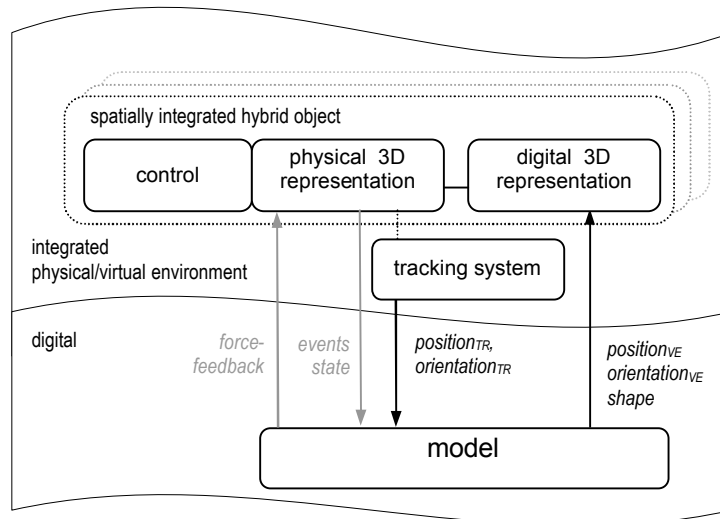 spatially integrated hybrid object
control
physical 3D
representation
digital 3D
representation
integrated
physical/virtual environment
tracking system
digital
force-
feedback
events
state
positionTR,
orientationTR
positionVE
orientationVE
shape
model